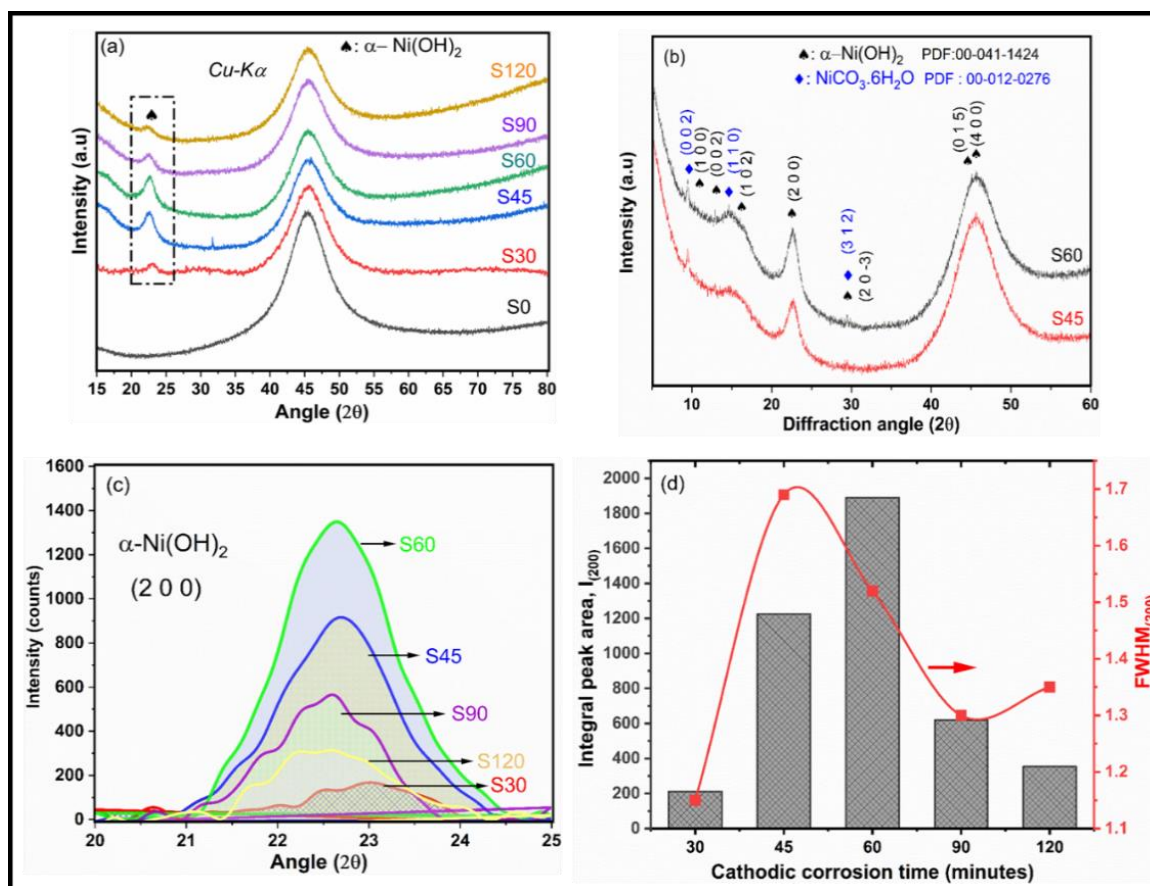 (a)
♠: α– Ni(OH)2
Cu-Kα
♠
S120
S90
S60
S45
S30
S0
Intensity (a.u)
15 20 25 30 35 40 45 50 55 60 65 70 75 80
Angle (2θ)
(b)
♠: α–Ni(OH)2 PDF:00-041-1424
♦: NiCO3.6H2O PDF : 00-012-0276
(0 0 2)
(1 0 0)
(0 0 2)
(1 1 0)
(1 0 2)
(2 0 0)
(3 1 2)
(2 0 -3)
(0 1 5)
(4 0 0)
S60
S45
Intensity (a.u)
10 20 30 40 50 60
Diffraction angle (2θ)
(c)
1600
1400
1200
1000
800
600
400
200
0
Intensity (counts)
α-Ni(OH)2
(2 0 0)
S60
S45
S90
S120
S30
20 21 22 23 24 25
Angle (2θ)
(d)
2000
1800
1600
1400
1200
1000
800
600
400
200
0
Integral peak area, I(200)
1.7
1.6
1.5
1.4
1.3
1.2
1.1
FWHM(200)
30 45 60 90 120
Cathodic corrosion time (minutes)